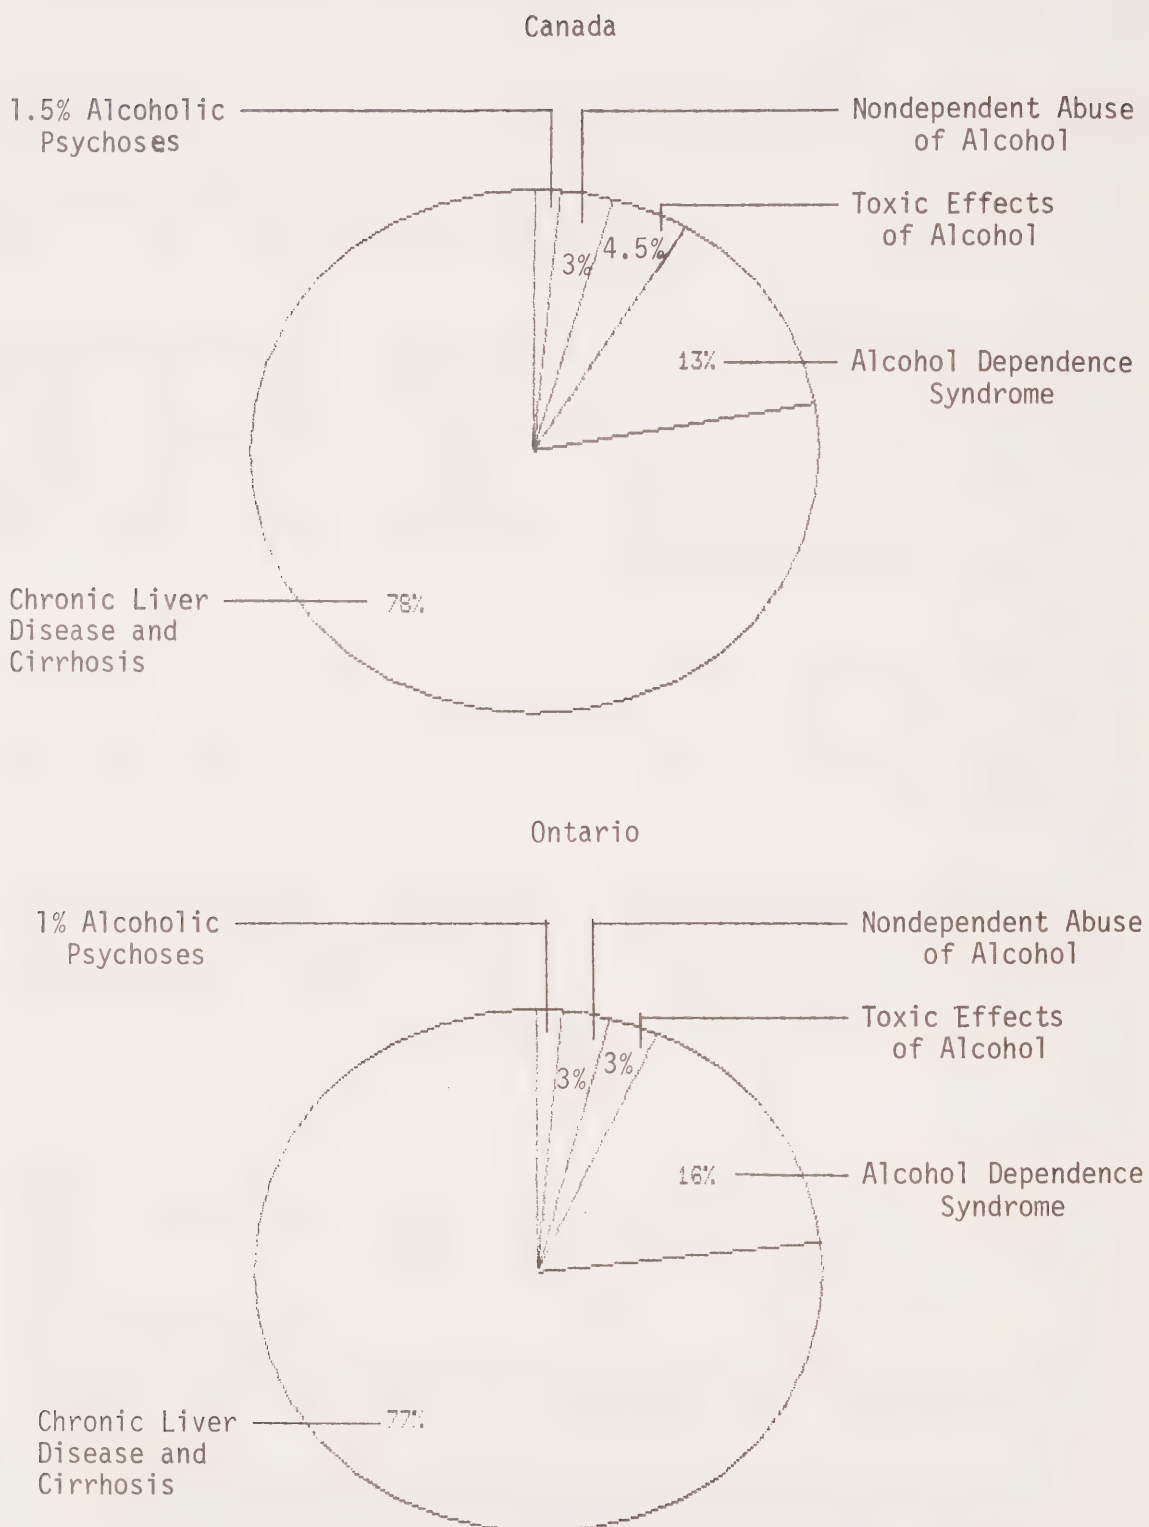 Canada
1.5% Alcoholic
Psychoses
Nondependent Abuse
of Alcohol
Toxic Effects
of Alcohol
3%
4.5%
13%
Alcohol Dependence
Syndrome
Chronic Liver
Disease and
Cirrhosis
78%
Ontario
1% Alcoholic
Psychoses
Nondependent Abuse
of Alcohol
Toxic Effects
of Alcohol
3%
3%
16%
Alcohol Dependence
Syndrome
Chronic Liver
Disease and
Cirrhosis
77%